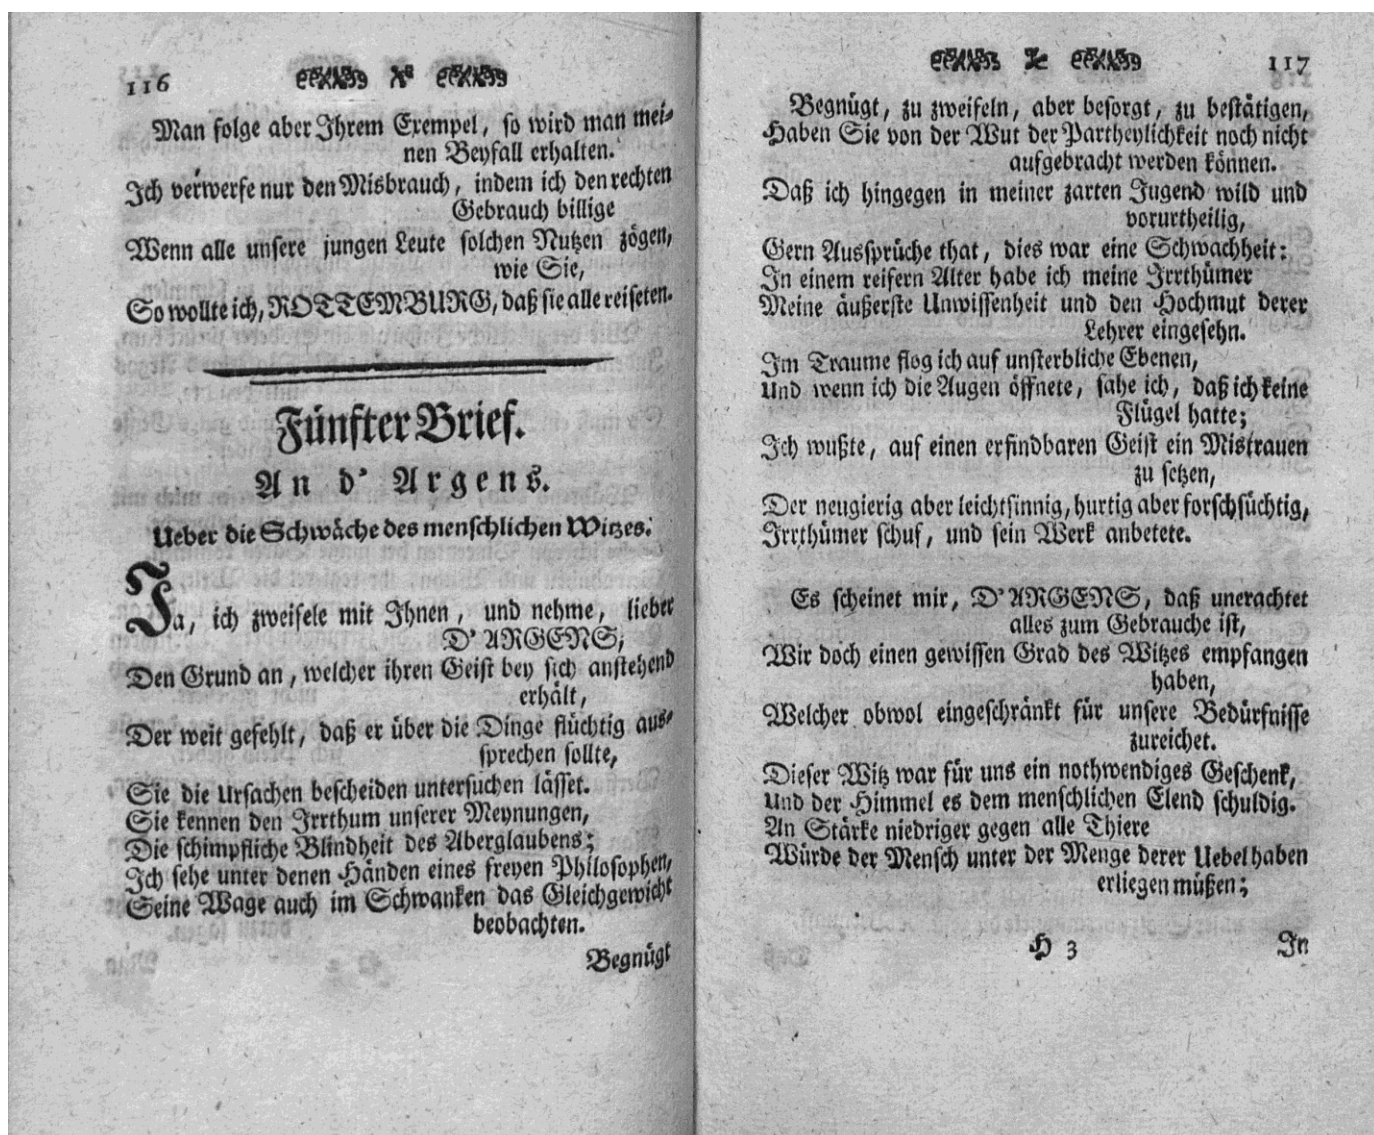 116
Man folge aber Ihrem Exempel, so wird man mei-
nen Beyfall erhalten.
Ich verwerfe nur den Misbrauch, indem ich den rechten
Gebrauch billige
Wenn alle unsere jungen Leute solchen Nutzen zögen,
wie Sie,
So wollte ich, ROTTEMBURG, daß sie alle reiseten.
Fünfter Brief.
An d' Argens.
Ueber die Schwäche des menschlichen Witzes.
Ja, ich zweifele mit Ihnen, und nehme, lieber
D' ARGENS,
Den Grund an, welcher ihren Geist bey sich anstehend
erhält,
Der weit gefehlt, daß er über die Dinge flüchtig aus-
sprechen sollte,
Sie die Ursachen bescheiden untersuchen lässet.
Sie kennen den Irrthum unserer Meynungen,
Die schimpfliche Blindheit des Aberglaubens;
Ich sehe unter denen Händen eines freyen Philosophen,
Seine Wage auch im Schwanken das Gleichgewicht
beobachten.
Begnügt
117
Begnügt, zu zweifeln, aber besorgt, zu bestätigen,
Haben Sie von der Wut der Partheylichkeit noch nicht
aufgebracht werden können.
Daß ich hingegen in meiner zarten Jugend wild und
vorurtheilig,
Gern Aussprüche that, dies war eine Schwachheit:
In einem reifern Alter habe ich meine Irrthümer
Meine äußerste Unwissenheit und den Hochmut derer
Lehrer eingesehn.
Im Traume flog ich auf unsterbliche Ebenen,
Und wenn ich die Augen öffnete, sahe ich, daß ich keine
Flügel hatte;
Ich wußte, auf einen erfindbaren Geist ein Mistrauen
zu setzen,
Der neugierig aber leichtsinnig, hurtig aber forschsüchtig,
Irrthümer schuf, und sein Werk anbetete.
Es scheinet mir, D' ARGENS, daß unerachtet
alles zum Gebrauche ist,
Wir doch einen gewissen Grad des Witzes empfangen
haben,
Welcher obwol eingeschränkt für unsere Bedürfnisse
zureichet.
Dieser Witz war für uns ein nothwendiges Geschenk,
Und der Himmel es dem menschlichen Elend schuldig.
An Stärke niedriger gegen alle Thiere
Würde der Mensch unter der Menge derer Uebel haben
erliegen müßen;
H 3
In